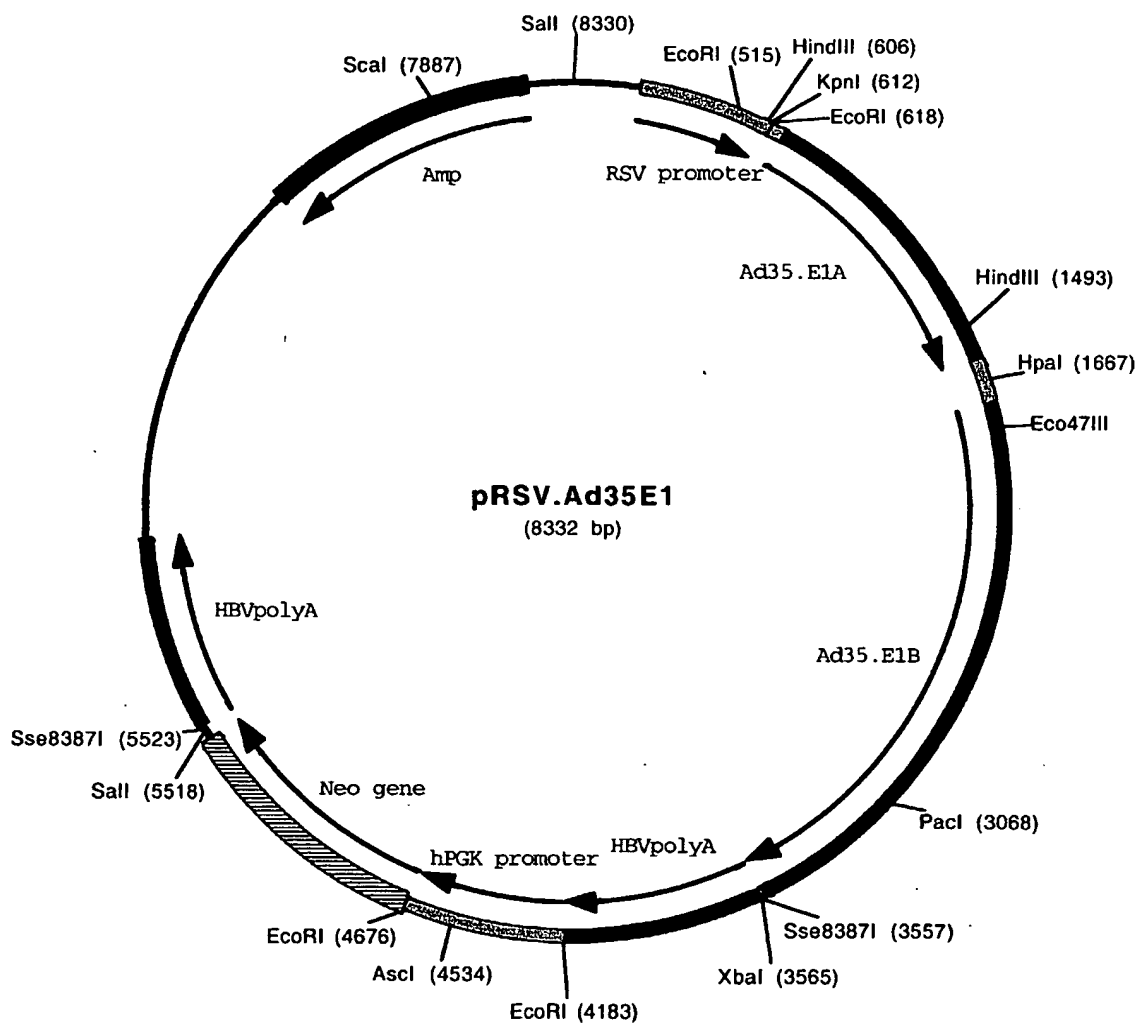 SalI (8330)
EcoRI (515)
HindIII (606)
KpnI (612)
EcoRI (618)
ScaI (7887)
Amp
RSV promoter
Ad35.E1A
HindIII (1493)
HpaI (1667)
Eco47III
pRSV.Ad35E1
(8332 bp)
HBVpolyA
Ad35.E1B
Sse8387I (5523)
SalI (5518)
Neo gene
hPGK promoter
HBVpolyA
PacI (3068)
EcoRI (4676)
AscI (4534)
EcoRI (4183)
XbaI (3565)
Sse8387I (3557)